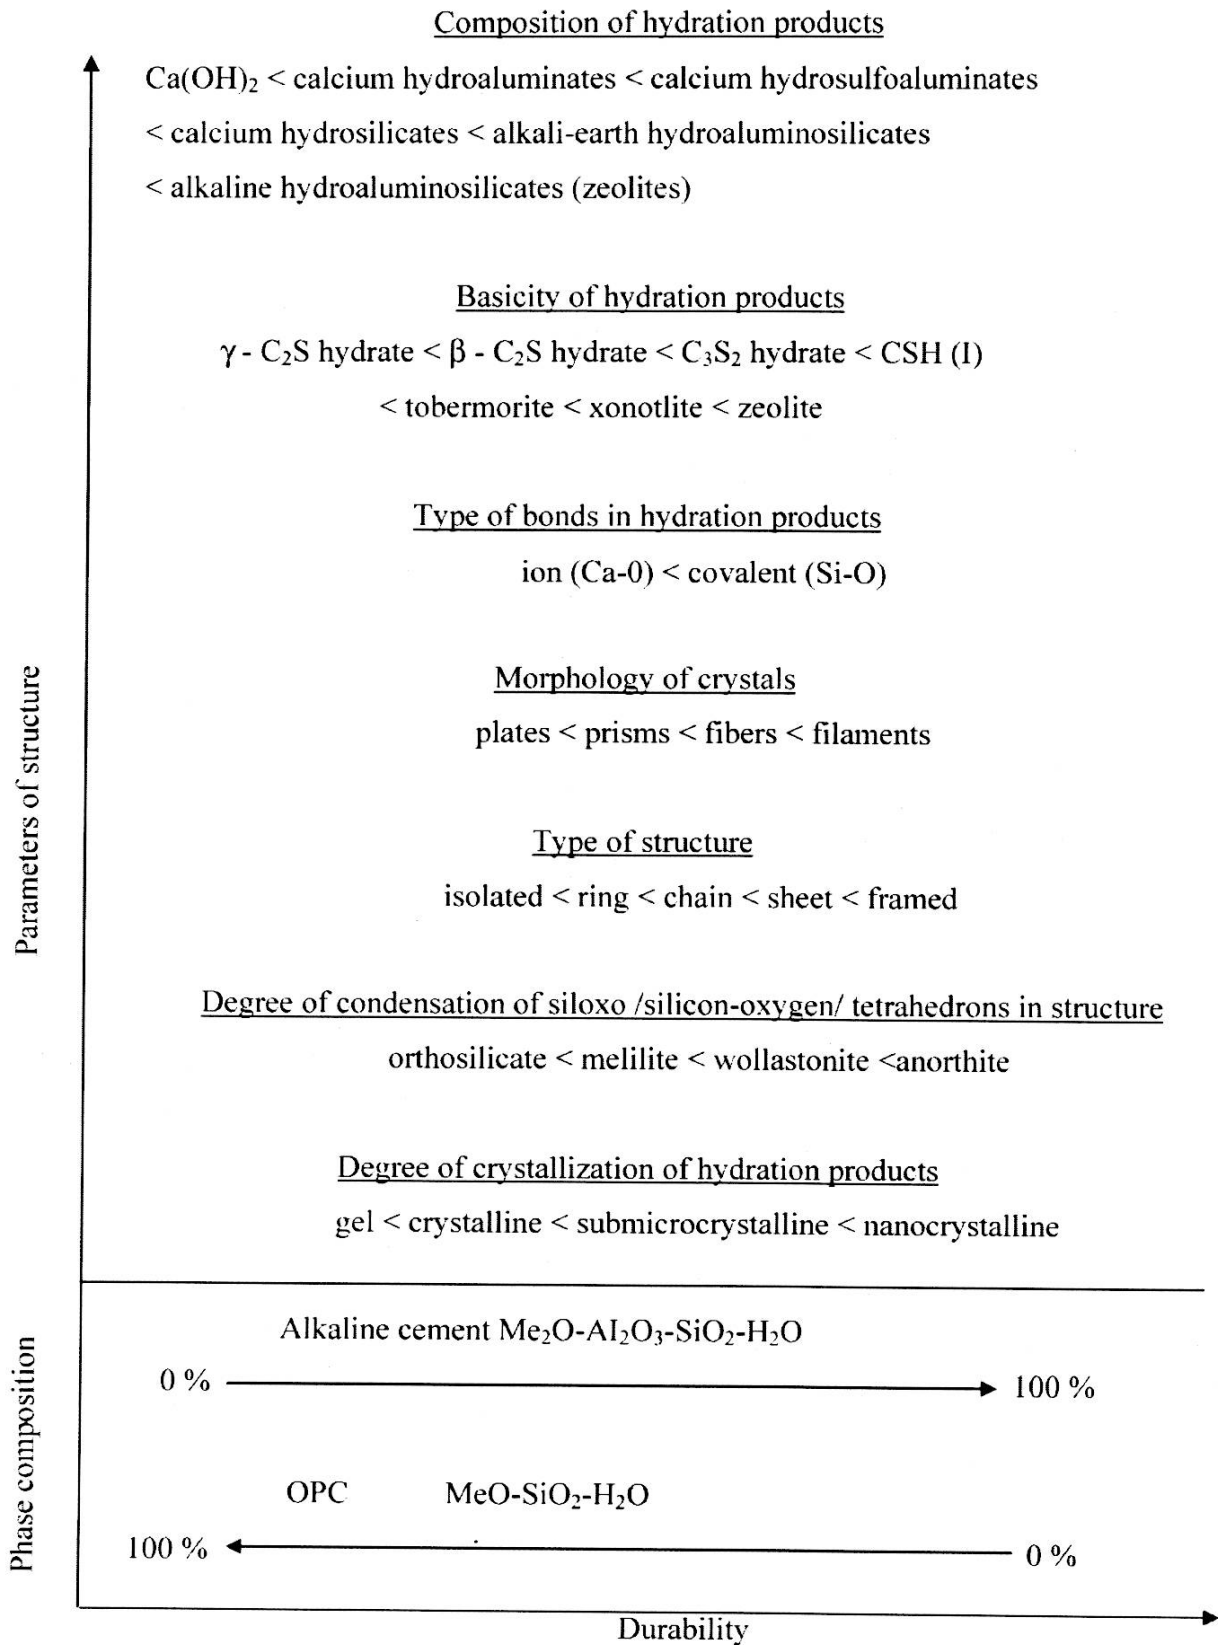 Composition of hydration products
Ca(OH)₂ < calcium hydroaluminates < calcium hydrosulfoaluminates
< calcium hydrosilicates < alkali-earth hydroaluminosilicates
< alkaline hydroaluminosilicates (zeolites)
Basicity of hydration products
γ - C₂S hydrate < β - C₂S hydrate < C₃S₂ hydrate < CSH (I)
< tobermorite < xonotlite < zeolite
Type of bonds in hydration products
ion (Ca-0) < covalent (Si-O)
Morphology of crystals
plates < prisms < fibers < filaments
Type of structure
isolated < ring < chain < sheet < framed
Degree of condensation of siloxo /silicon-oxygen/ tetrahedrons in structure
orthosilicate < melilite < wollastonite <anorthite
Degree of crystallization of hydration products
gel < crystalline < submicrocrystalline < nanocrystalline
Parameters of structure
Alkaline cement Me₂O-AI₂O₃-SiO₂-H₂O
0 % 100 %
OPC MeO-SiO₂-H₂O
100 % 0 %
Phase composition
Durability